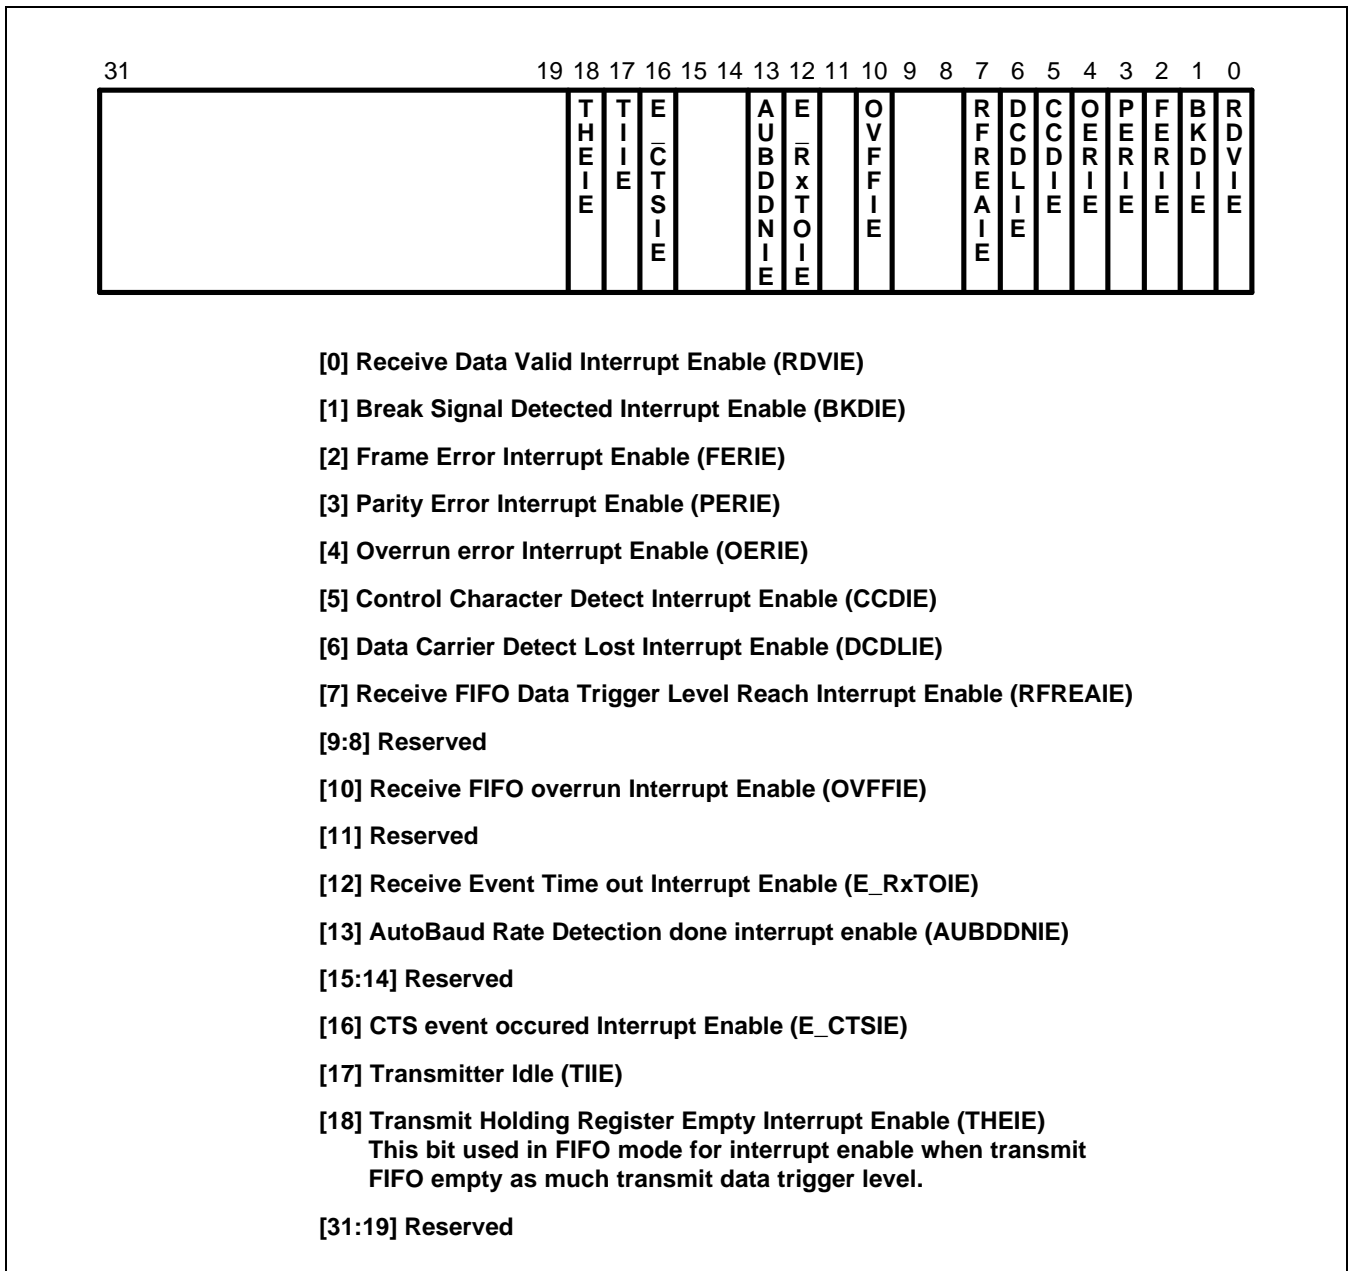 31 19 18 17 16 15 14 13 12 11 10 9 8 7 6 5 4 3 2 1 0
THEIE
TIIE
E_CTSIE
AUBDDNIE
E_RxTOIE
OVFFIE
RFREAIE
DCDLIE
CCDIE
OERIE
PERIE
FERIE
BKDIE
RDVIE
[0] Receive Data Valid Interrupt Enable (RDVIE)
[1] Break Signal Detected Interrupt Enable (BKDIE)
[2] Frame Error Interrupt Enable (FERIE)
[3] Parity Error Interrupt Enable (PERIE)
[4] Overrun error Interrupt Enable (OERIE)
[5] Control Character Detect Interrupt Enable (CCDIE)
[6] Data Carrier Detect Lost Interrupt Enable (DCDLIE)
[7] Receive FIFO Data Trigger Level Reach Interrupt Enable (RFREAIE)
[9:8] Reserved
[10] Receive FIFO overrun Interrupt Enable (OVFFIE)
[11] Reserved
[12] Receive Event Time out Interrupt Enable (E_RxTOIE)
[13] AutoBaud Rate Detection done interrupt enable (AUBDDNIE)
[15:14] Reserved
[16] CTS event occured Interrupt Enable (E_CTSIE)
[17] Transmitter Idle (TIIE)
[18] Transmit Holding Register Empty Interrupt Enable (THEIE)
This bit used in FIFO mode for interrupt enable when transmit
FIFO empty as much transmit data trigger level.
[31:19] Reserved